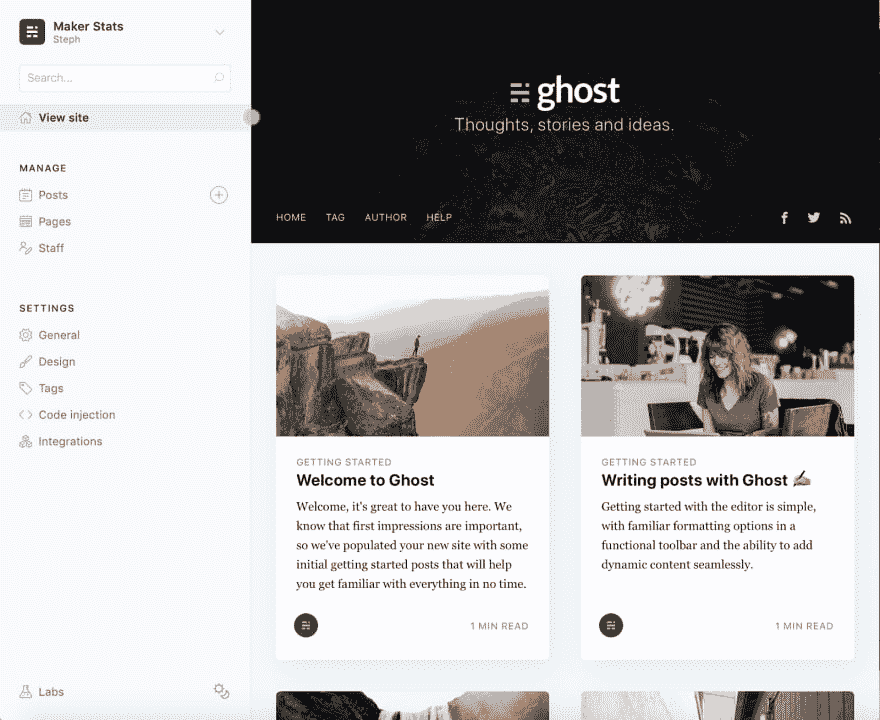 Maker Stats
Steph
Search...
View site
MANAGE
Posts
Pages
Staff
SETTINGS
General
Design
Tags
Code injection
Integrations
Labs
ghost
Thoughts, stories and ideas.
HOME TAG AUTHOR HELP
GETTING STARTED
Welcome to Ghost
Welcome, it's great to have you here. We
know that first impressions are important,
so we've populated your new site with some
initial getting started posts that will help
you get familiar with everything in no time.
1 MIN READ
GETTING STARTED
Writing posts with Ghost ✍️
Getting started with the editor is simple,
with familiar formatting options in a
functional toolbar and the ability to add
dynamic content seamlessly.
1 MIN READ